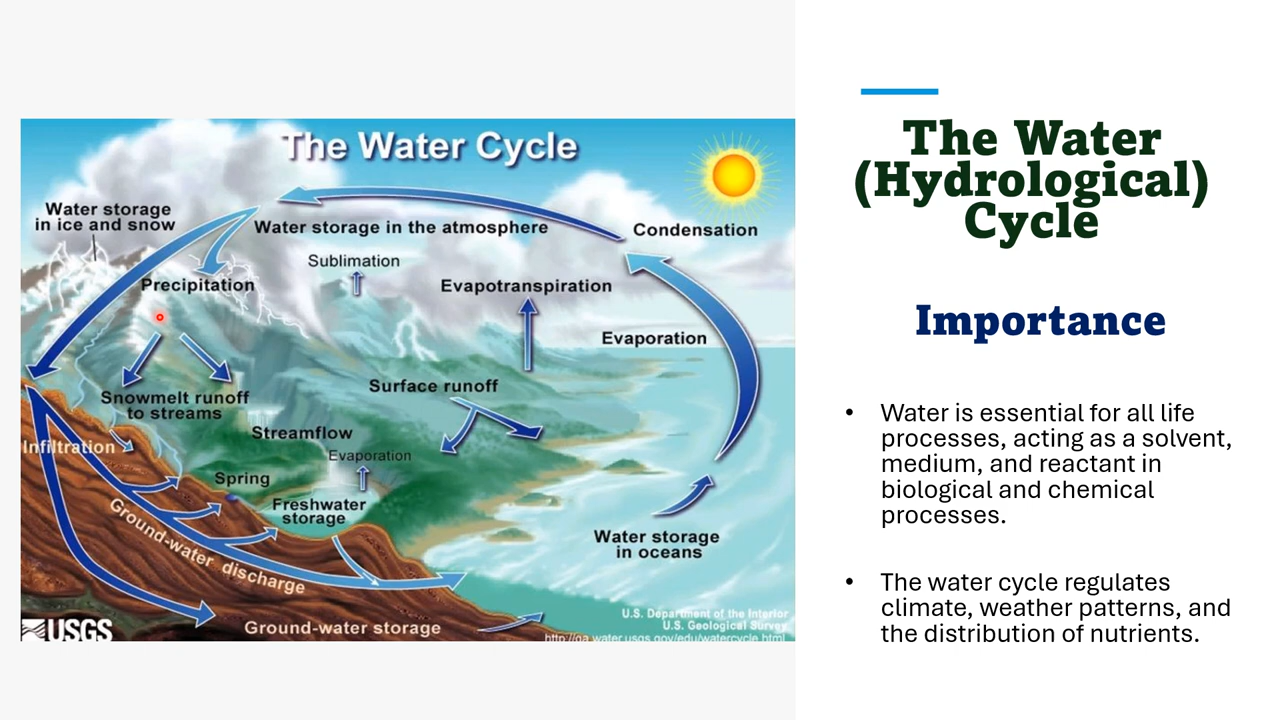 The Water Cycle
Water storage
in ice and snow
Water storage in the atmosphere
Condensation
Sublimation
Precipitation
Evapotranspiration
Evaporation
Surface runoff
Snowmelt runoff
to streams
Infiltration
Streamflow
Evaporation
Spring
Freshwater
storage
Ground-water discharge
Water storage
in oceans
Ground-water storage
U.S. Department of the Interior
U.S. Geological Survey
http://ga.water.usgs.gov/edu/watercycle.html
USGS
The Water
(Hydrological)
Cycle
Importance
• Water is essential for all life
processes, acting as a solvent,
medium, and reactant in
biological and chemical
processes.
• The water cycle regulates
climate, weather patterns, and
the distribution of nutrients.